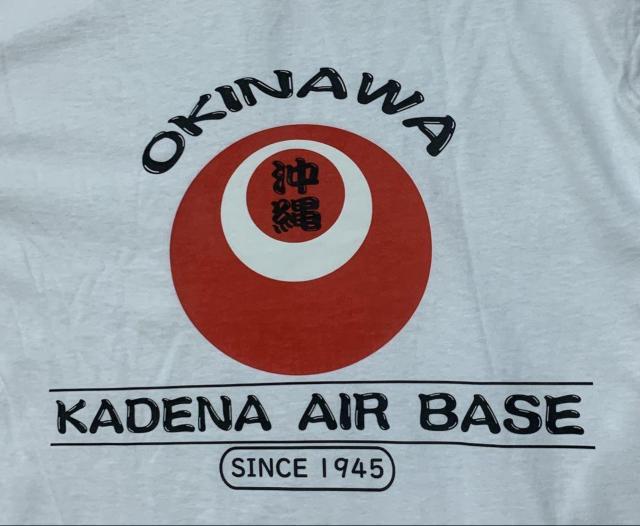 OKINAWA
沖
縄
KADENA AIR BASE
SINCE 1945